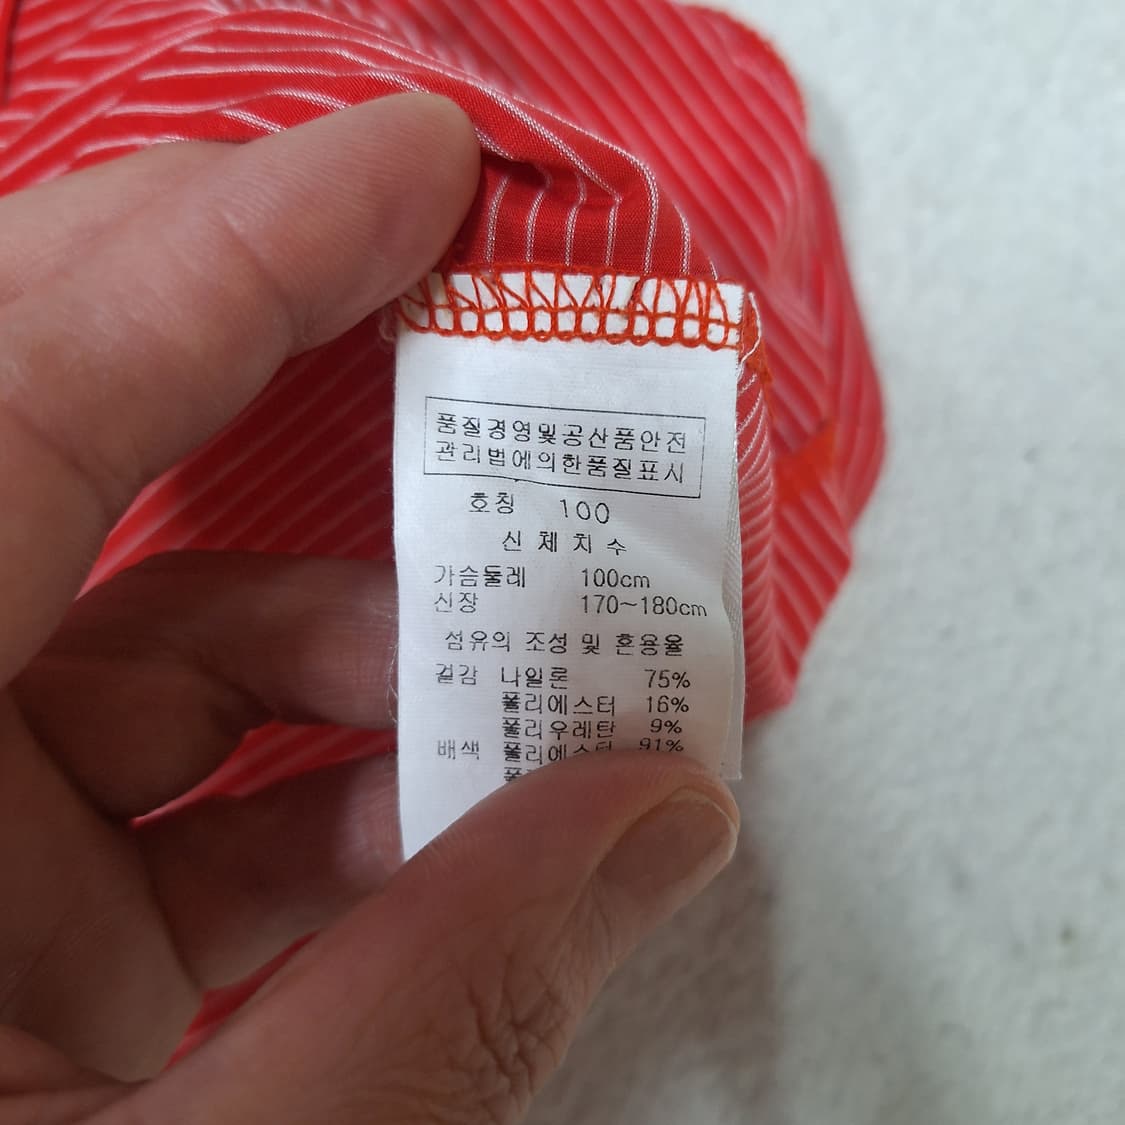 품질경영및공산품안전
관리법에의한품질표시
호칭 100
신체치수
가슴둘레 100cm
신장 170~180cm
섬유의 조성 및 혼용율
겉감 나일론 75%
폴리에스터 16%
폴리우레탄 9%
배색 폴리에스터 91%